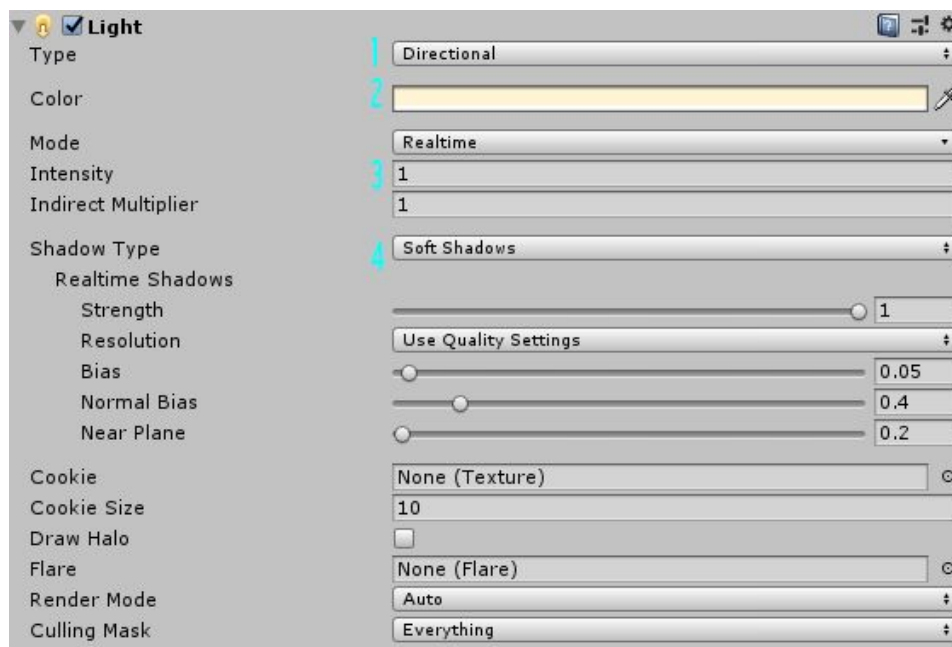 Light
Type 1 Directional
Color 2
Mode Realtime
Intensity 3 1
Indirect Multiplier 1
Shadow Type 4 Soft Shadows
Realtime Shadows
Strength 1
Resolution Use Quality Settings
Bias 0.05
Normal Bias 0.4
Near Plane 0.2
Cookie None (Texture)
Cookie Size 10
Draw Halo
Flare None (Flare)
Render Mode Auto
Culling Mask Everything